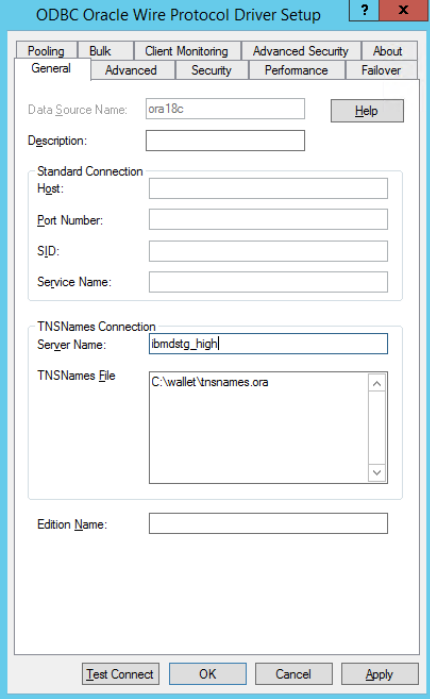 ODBC Oracle Wire Protocol Driver Setup
? x
Pooling Bulk Client Monitoring Advanced Security About
General Advanced Security Performance Failover
Data Source Name: ora18c Help
Description:
Standard Connection
Host:
Port Number:
SID:
Service Name:
TNSNames Connection
Server Name: ibmdstg_high
TNSNames File C:\wallet\tnsnames.ora
Edition Name:
Test Connect OK Cancel Apply